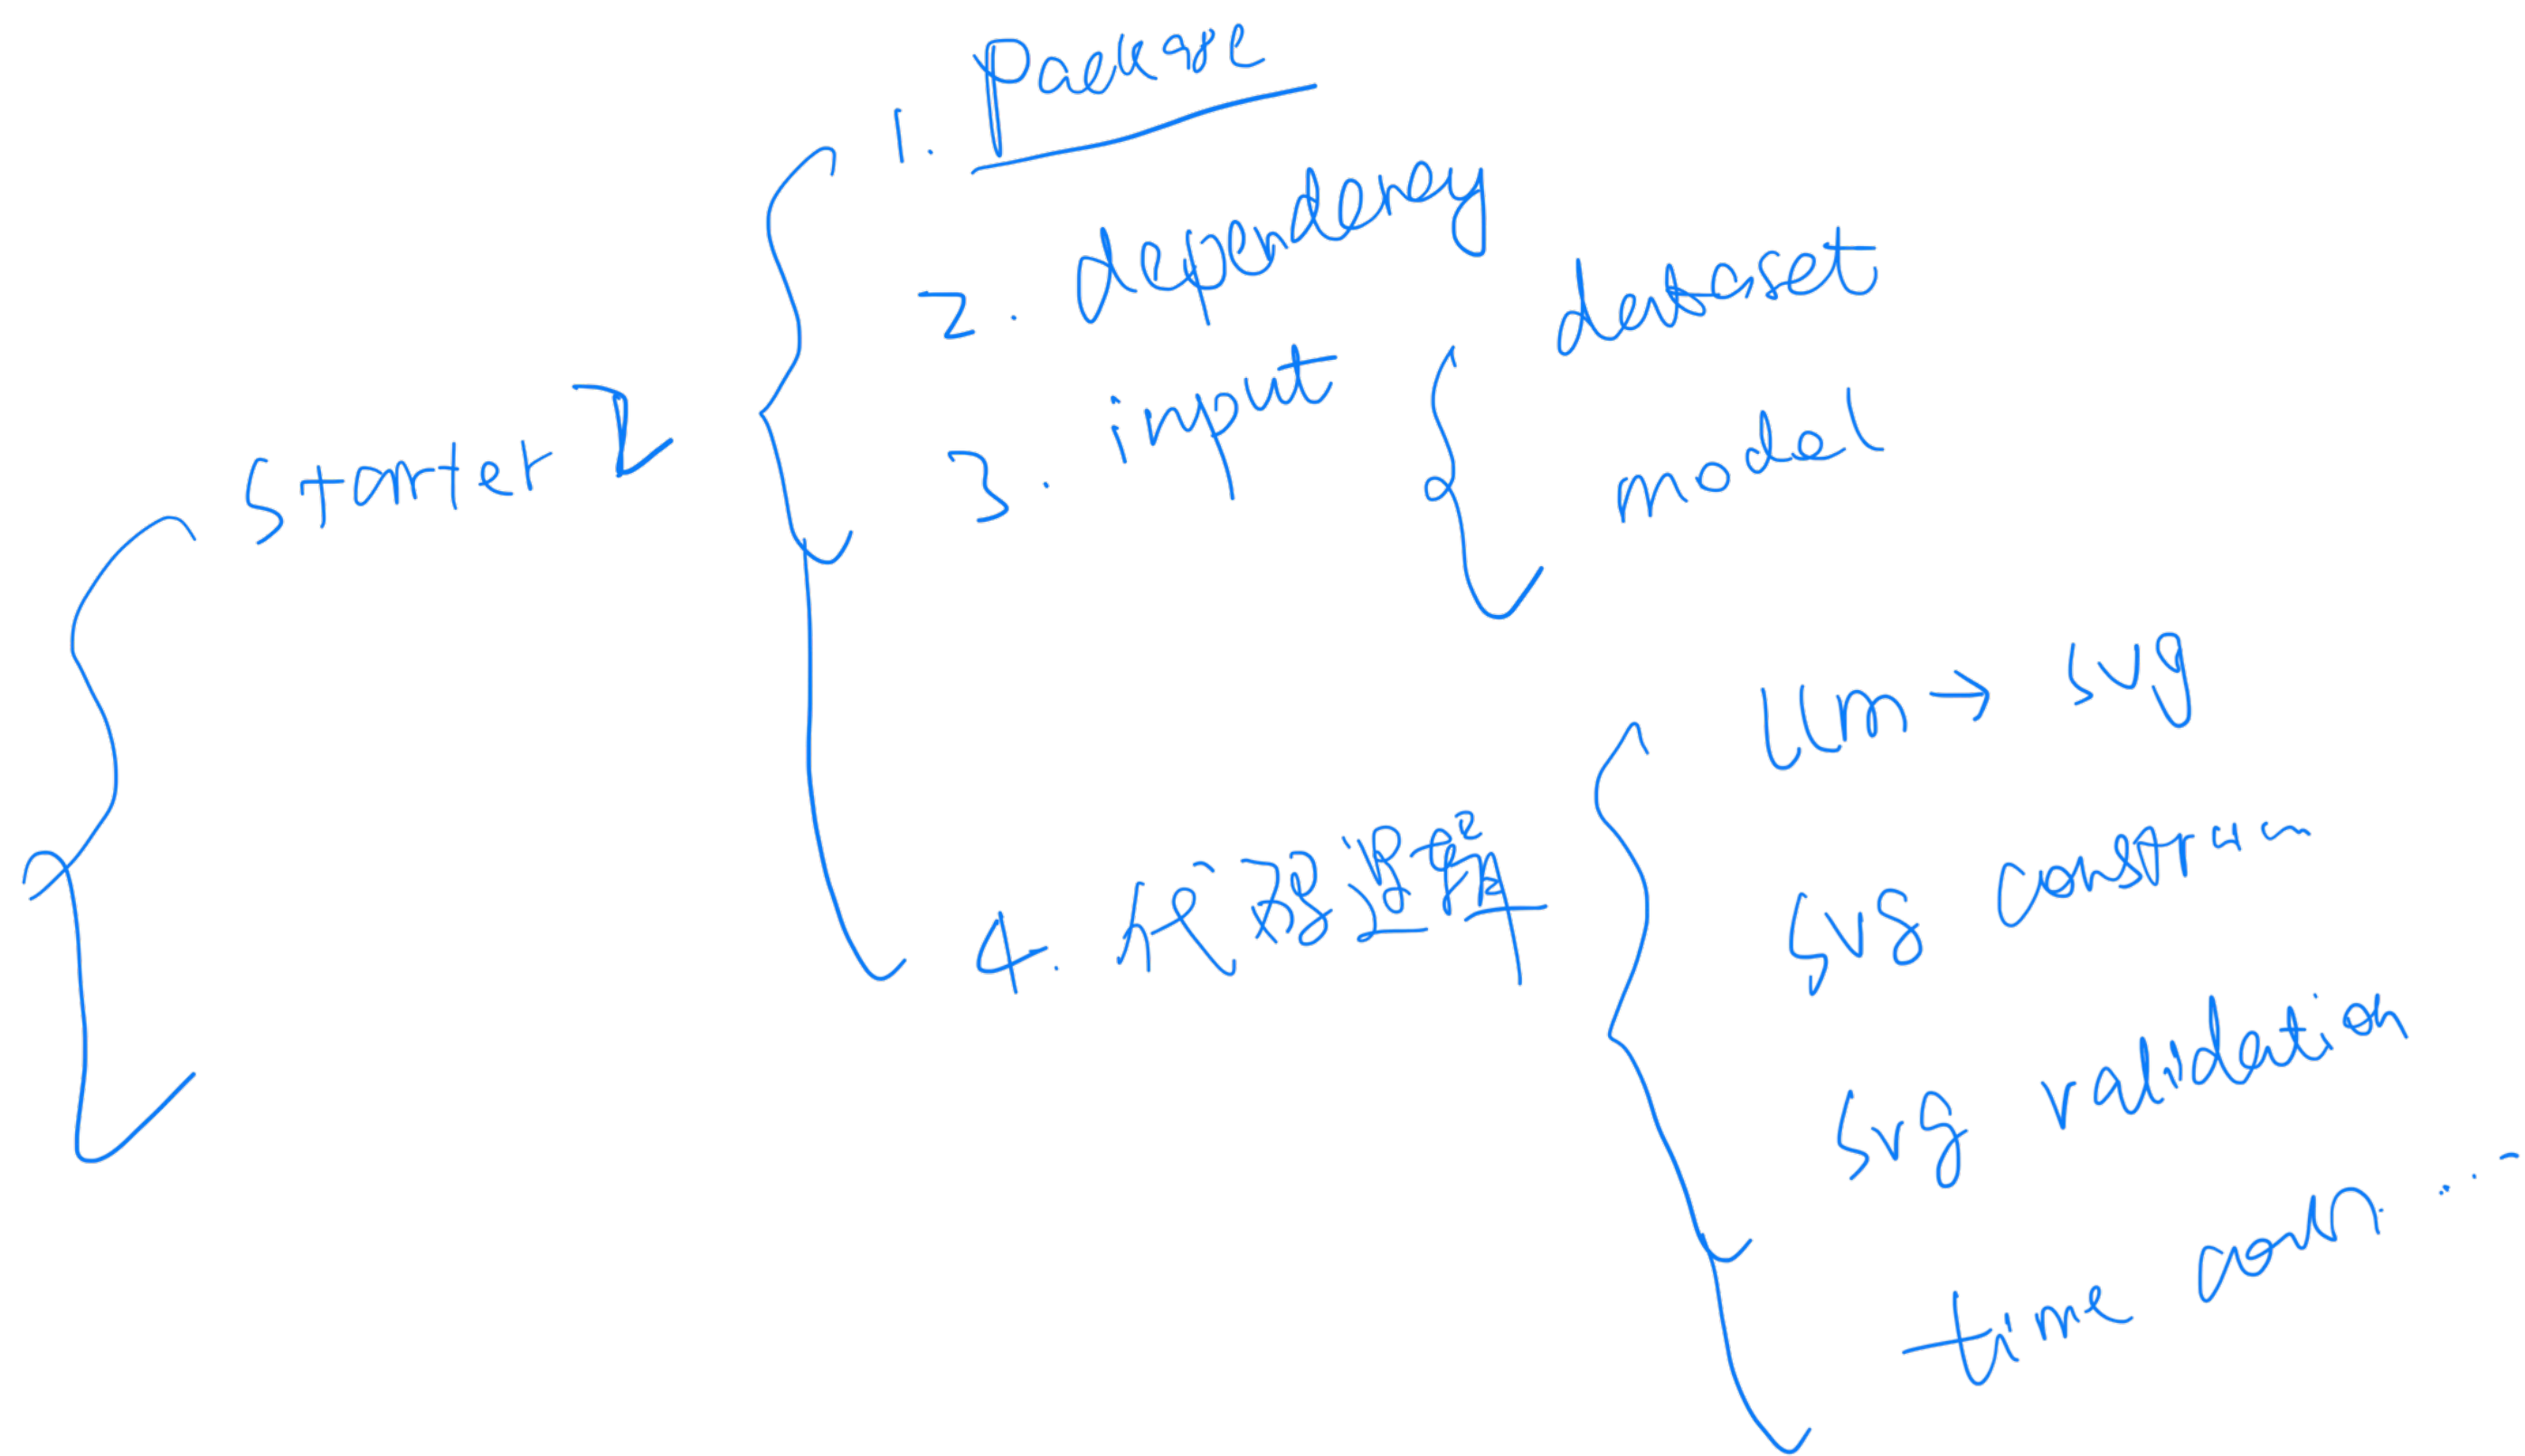 1. package
2. dependency
3. input
dataset
model
Starter 2
4. 代码逻辑
llm → svg
svg constrain
svg validation
time con